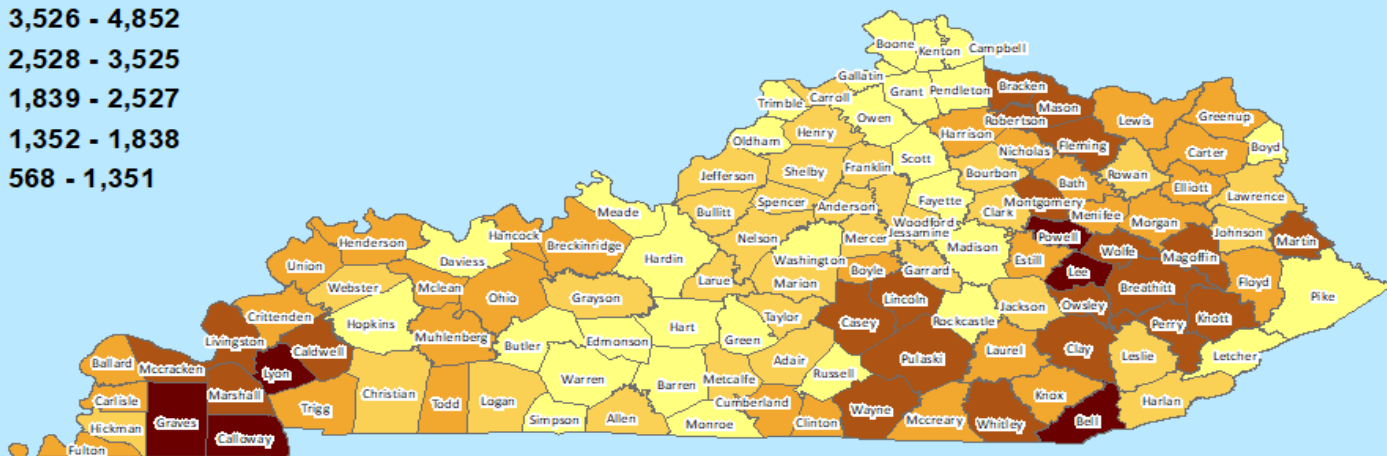 3,526 - 4,852
2,528 - 3,525
1,839 - 2,527
1,352 - 1,838
568 - 1,351
Boone
Kenton
Campbell
Gallatin
Grant
Pendleton
Bracken
Trimble
Carroll
Mason
Owen
Robertson
Lewis
Greenup
Oldham
Henry
Harrison
Fleming
Boyd
Nicholas
Carter
Scott
Jefferson
Shelby
Franklin
Bourbon
Rowan
Bath
Elliott
Lawrence
Meade
Bullitt
Spencer
Anderson
Fayette
Clark
Montgomery
Menifee
Morgan
Woodford
Jessamine
Johnson
Hancock
Breckinridge
Nelson
Mercer
Madison
Powell
Martin
Henderson
Daviess
Hardin
Washington
Wolfe
Magoffin
Union
Larue
Marion
Boyle
Garrard
Estill
Lee
Floyd
Webster
Mclean
Ohio
Grayson
Breathitt
Pike
Crittenden
Taylor
Lincoln
Jackson
Owsley
Hopkins
Hart
Casey
Rockcastle
Perry
Knott
Livingston
Muhlenberg
Butler
Edmonson
Green
Caldwell
Laurel
Clay
Leslie
Letcher
Ballard
Mccracken
Lyon
Warren
Barren
Metcalfe
Adair
Russell
Pulaski
Carlisle
Marshall
Christian
Todd
Logan
Cumberland
Knox
Harlan
Trigg
Hickman
Graves
Simpson
Allen
Monroe
Clinton
Wayne
Mccreary
Whitley
Bell
Calloway
Fulton